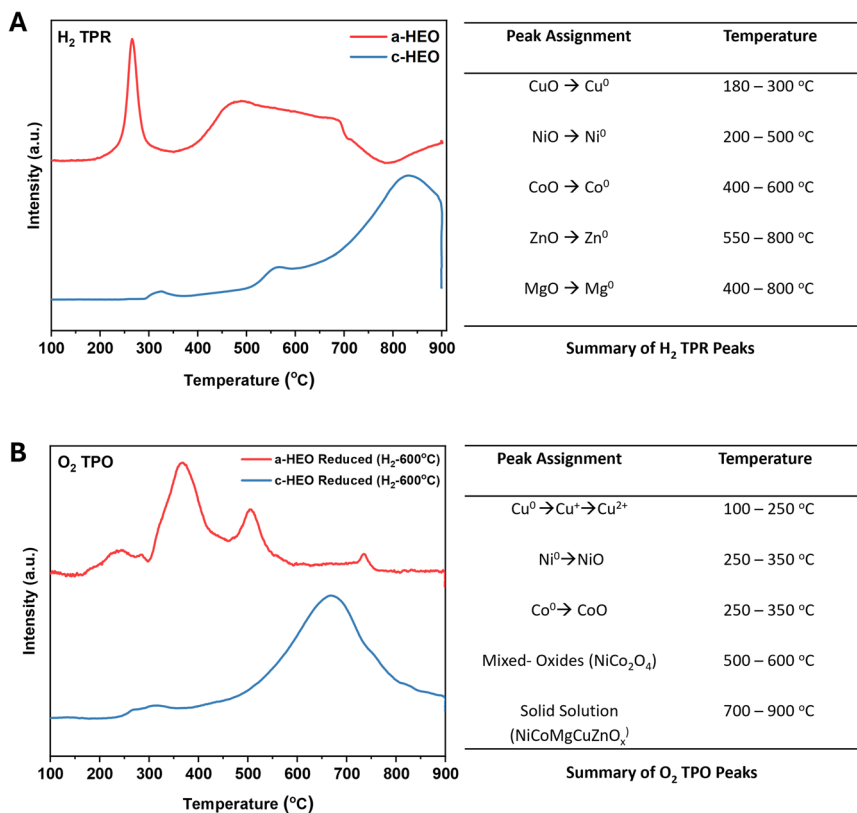 A
H₂ TPR
a-HEO
c-HEO
Intensity (a.u.)
100 200 300 400 500 600 700 800 900
Temperature (°C)
Peak Assignment Temperature
CuO → Cu⁰ 180 – 300 °C
NiO → Ni⁰ 200 – 500 °C
CoO → Co⁰ 400 – 600 °C
ZnO → Zn⁰ 550 – 800 °C
MgO → Mg⁰ 400 – 800 °C
Summary of H₂ TPR Peaks
B
O₂ TPO
a-HEO Reduced (H₂-600°C)
c-HEO Reduced (H₂-600°C)
Intensity (a.u.)
100 200 300 400 500 600 700 800 900
Temperature (°C)
Peak Assignment Temperature
Cu⁰ →Cu⁺→Cu²⁺ 100 – 250 °C
Ni⁰→NiO 250 – 350 °C
Co⁰→ CoO 250 – 350 °C
Mixed- Oxides (NiCo₂O₄) 500 – 600 °C
Solid Solution 700 – 900 °C
(NiCoMgCuZnOₓ)
Summary of O₂ TPO Peaks